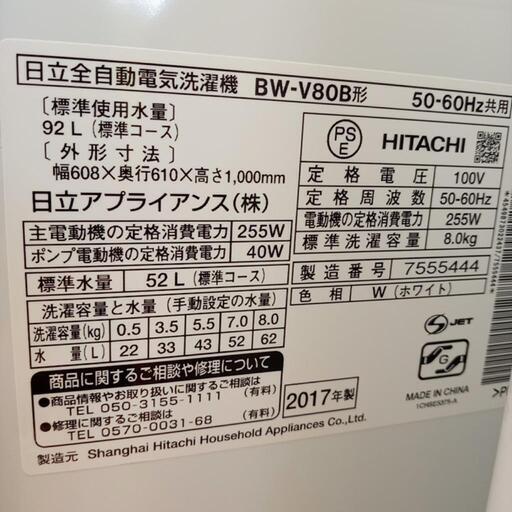 日立全自動電気洗濯機 BW-V80B形 50-60Hz共用
〔標準使用水量〕
92 L（標準コース）
〔外形寸法〕
幅608×奥行610×高さ1,000mm
日立アプライアンス（株）
主電動機の定格消費電力 255W
ポンプ電動機の定格消費電力 40W
標準水量 52 L（標準コース）
洗濯容量と水量（手動設定の水量）
洗濯容量(kg) 0.5 3.5 5.5 7.0 8.0
水量(L) 22 33 43 52 62
商品に関するご相談や修理について
●商品情報やお取り扱いに関するご相談
TEL 050-3155-1111（有料）
●修理に関するご相談
TEL 0570-0031-68（有料）
2017年製
製造元 Shanghai Hitachi Household Appliances Co.,Ltd.
PS
E
HITACHI
定格電圧 100V
定格周波数 50-60Hz
電動機の定格消費電力 255W
標準洗濯容量 8.0kg
製造番号 7555444
色相 W（ホワイト）
S JET
G
MADE IN CHINA